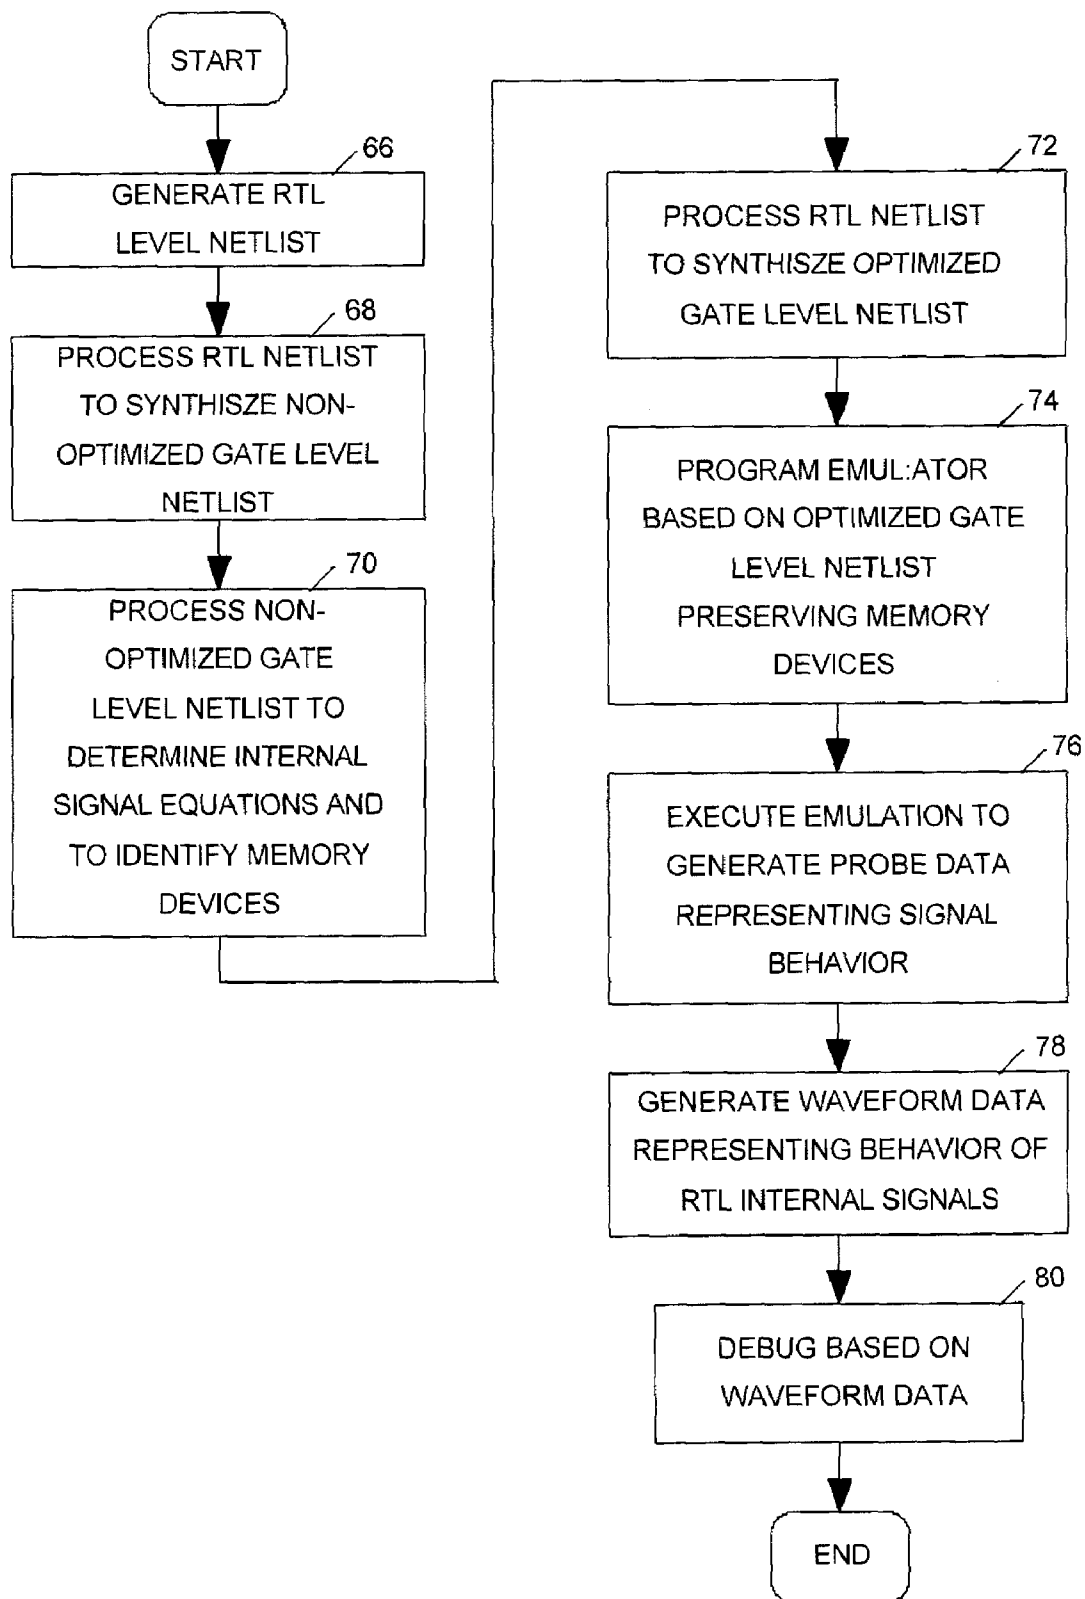 START
66
GENERATE RTL
LEVEL NETLIST
68
PROCESS RTL NETLIST
TO SYNTHISZE NON-
OPTIMIZED GATE LEVEL
NETLIST
70
PROCESS NON-
OPTIMIZED GATE
LEVEL NETLIST TO
DETERMINE INTERNAL
SIGNAL EQUATIONS AND
TO IDENTIFY MEMORY
DEVICES
72
PROCESS RTL NETLIST
TO SYNTHISZE OPTIMIZED
GATE LEVEL NETLIST
74
PROGRAM EMUL:ATOR
BASED ON OPTIMIZED GATE
LEVEL NETLIST
PRESERVING MEMORY
DEVICES
76
EXECUTE EMULATION TO
GENERATE PROBE DATA
REPRESENTING SIGNAL
BEHAVIOR
78
GENERATE WAVEFORM DATA
REPRESENTING BEHAVIOR OF
RTL INTERNAL SIGNALS
80
DEBUG BASED ON
WAVEFORM DATA
END